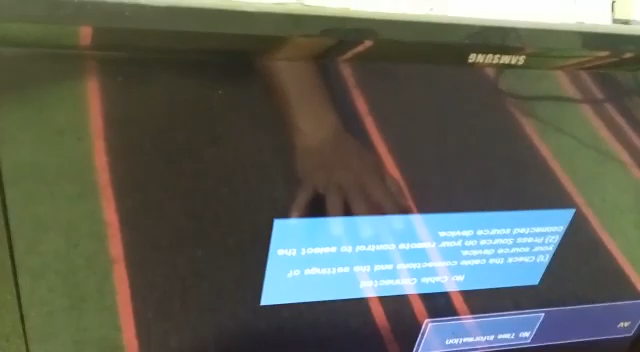 AV
No Time Information
No Cable Connected
(1) Check the cable connections and the settings of
your source device.
(2) Press Source on your remote control to select the
connected source device.
SAMSUNG